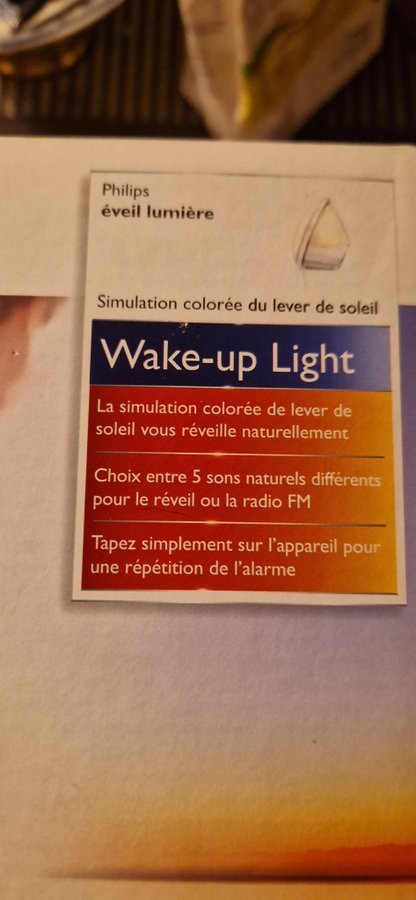 Philips
éveil lumière
Simulation colorée du lever de soleil
Wake-up Light
La simulation colorée de lever de
soleil vous réveille naturellement
Choix entre 5 sons naturels différents
pour le réveil ou la radio FM
Tapez simplement sur l'appareil pour
une répétition de l'alarme